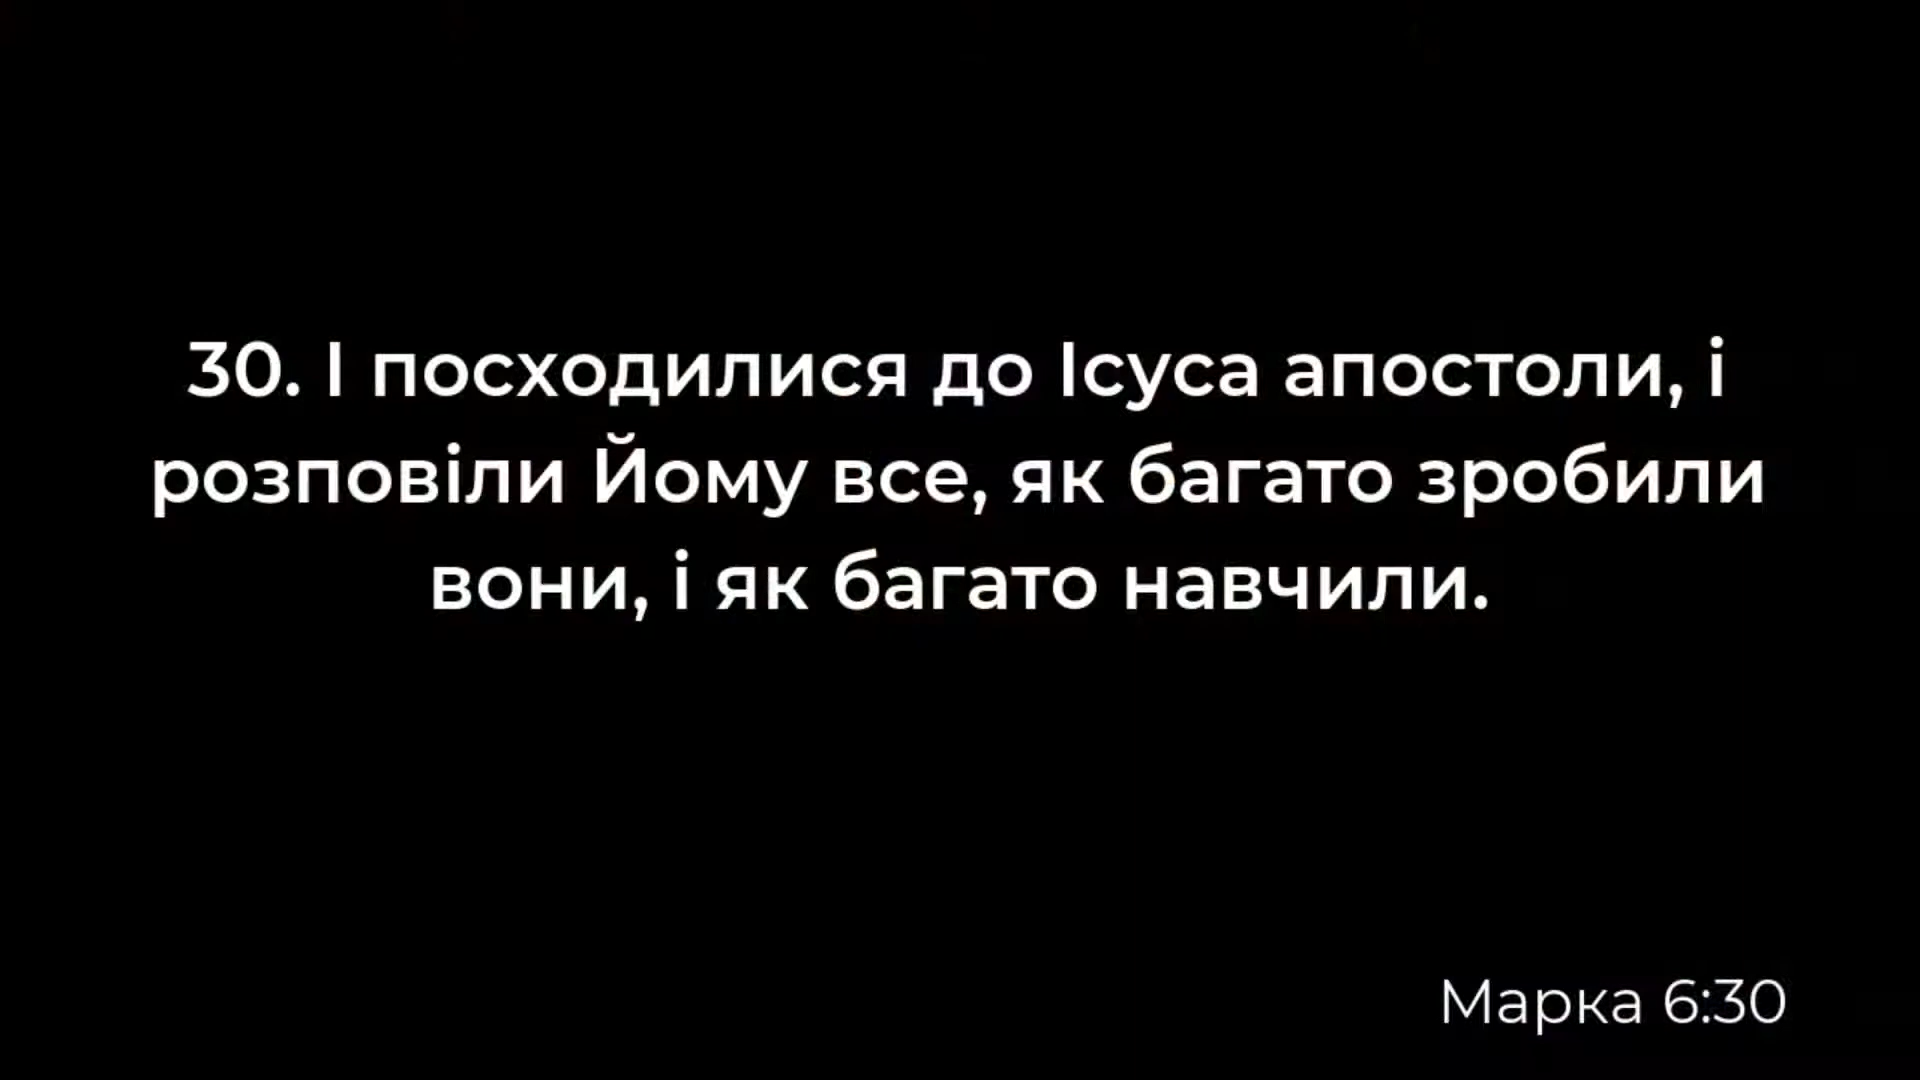 30. І посходилися до Ісуса апостоли, і
розповіли Йому все, як багато зробили
вони, і як багато навчили.
Марка 6:30